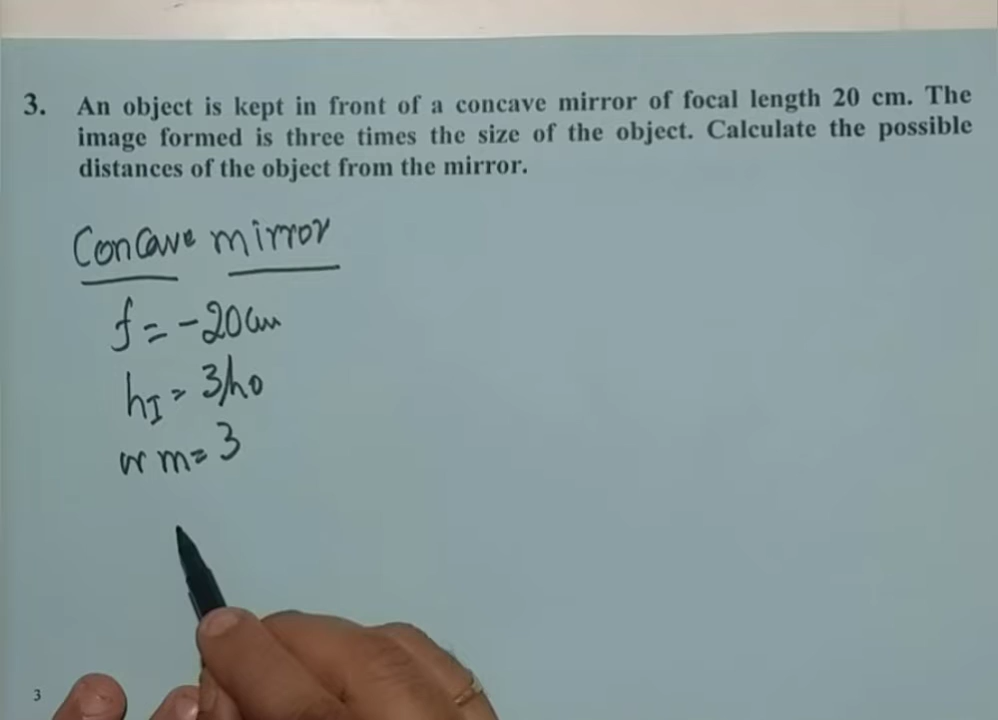 3. An object is kept in front of a concave mirror of focal length 20 cm. The
image formed is three times the size of the object. Calculate the possible
distances of the object from the mirror.
Concave mirror
f = -20cm
hI = 3ho
or m = 3
3